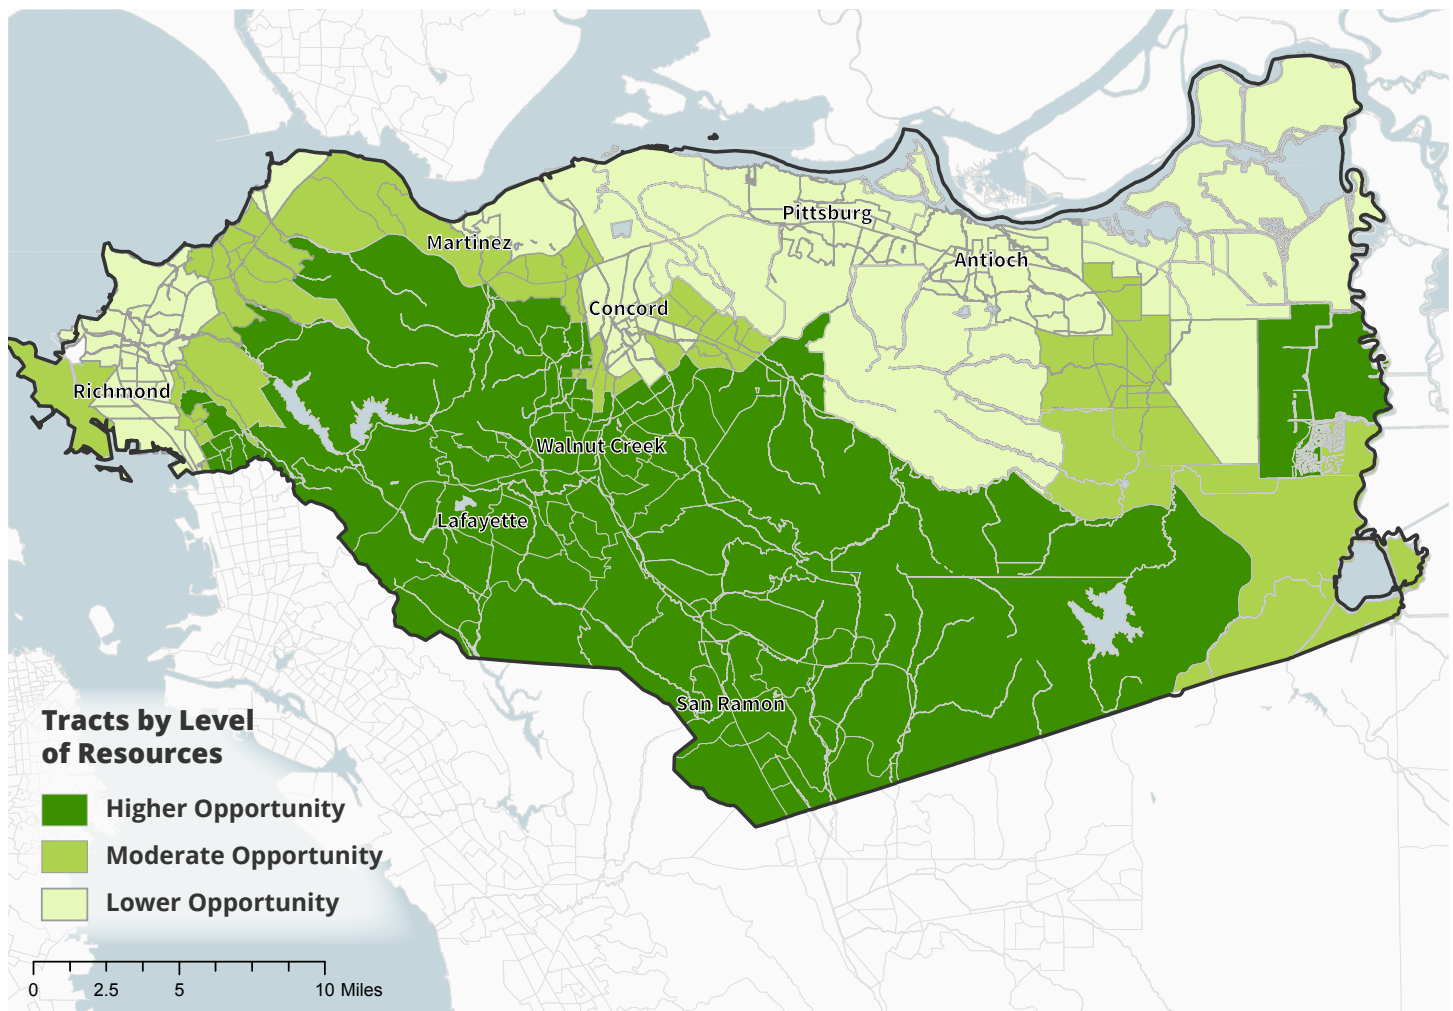 Pittsburg
Martinez
Antioch
Concord
Richmond
Walnut Creek
Lafayette
San Ramon
Tracts by Level
of Resources
Higher Opportunity
Moderate Opportunity
Lower Opportunity
0 2.5 5 10 Miles